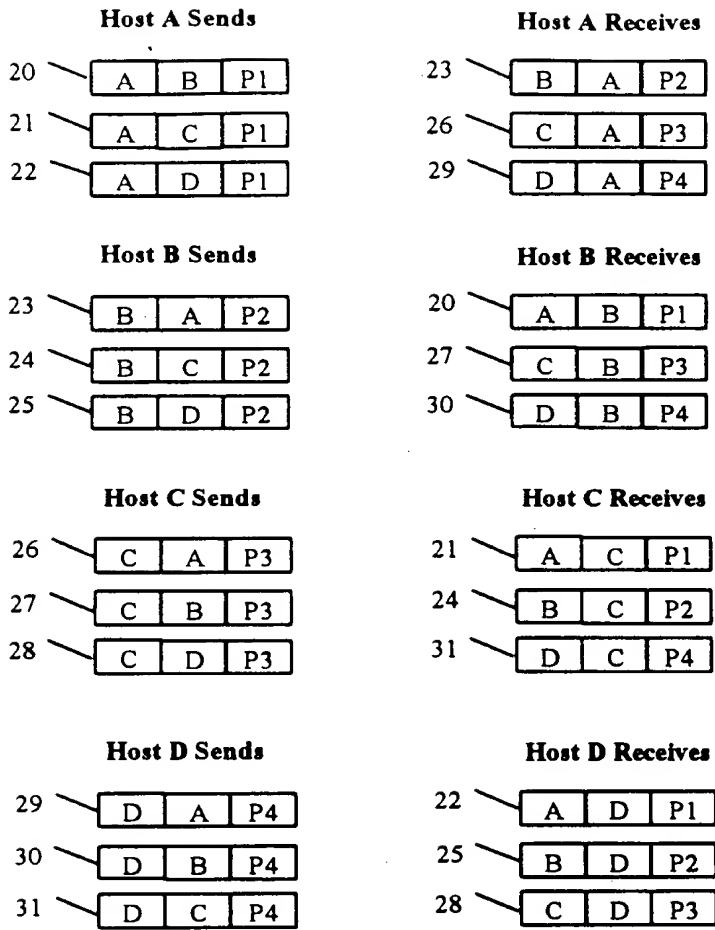 Host A Sends
20 A B P1
21 A C P1
22 A D P1
Host A Receives
23 B A P2
26 C A P3
29 D A P4
Host B Sends
23 B A P2
24 B C P2
25 B D P2
Host B Receives
20 A B P1
27 C B P3
30 D B P4
Host C Sends
26 C A P3
27 C B P3
28 C D P3
Host C Receives
21 A C P1
24 B C P2
31 D C P4
Host D Sends
29 D A P4
30 D B P4
31 D C P4
Host D Receives
22 A D P1
25 B D P2
28 C D P3